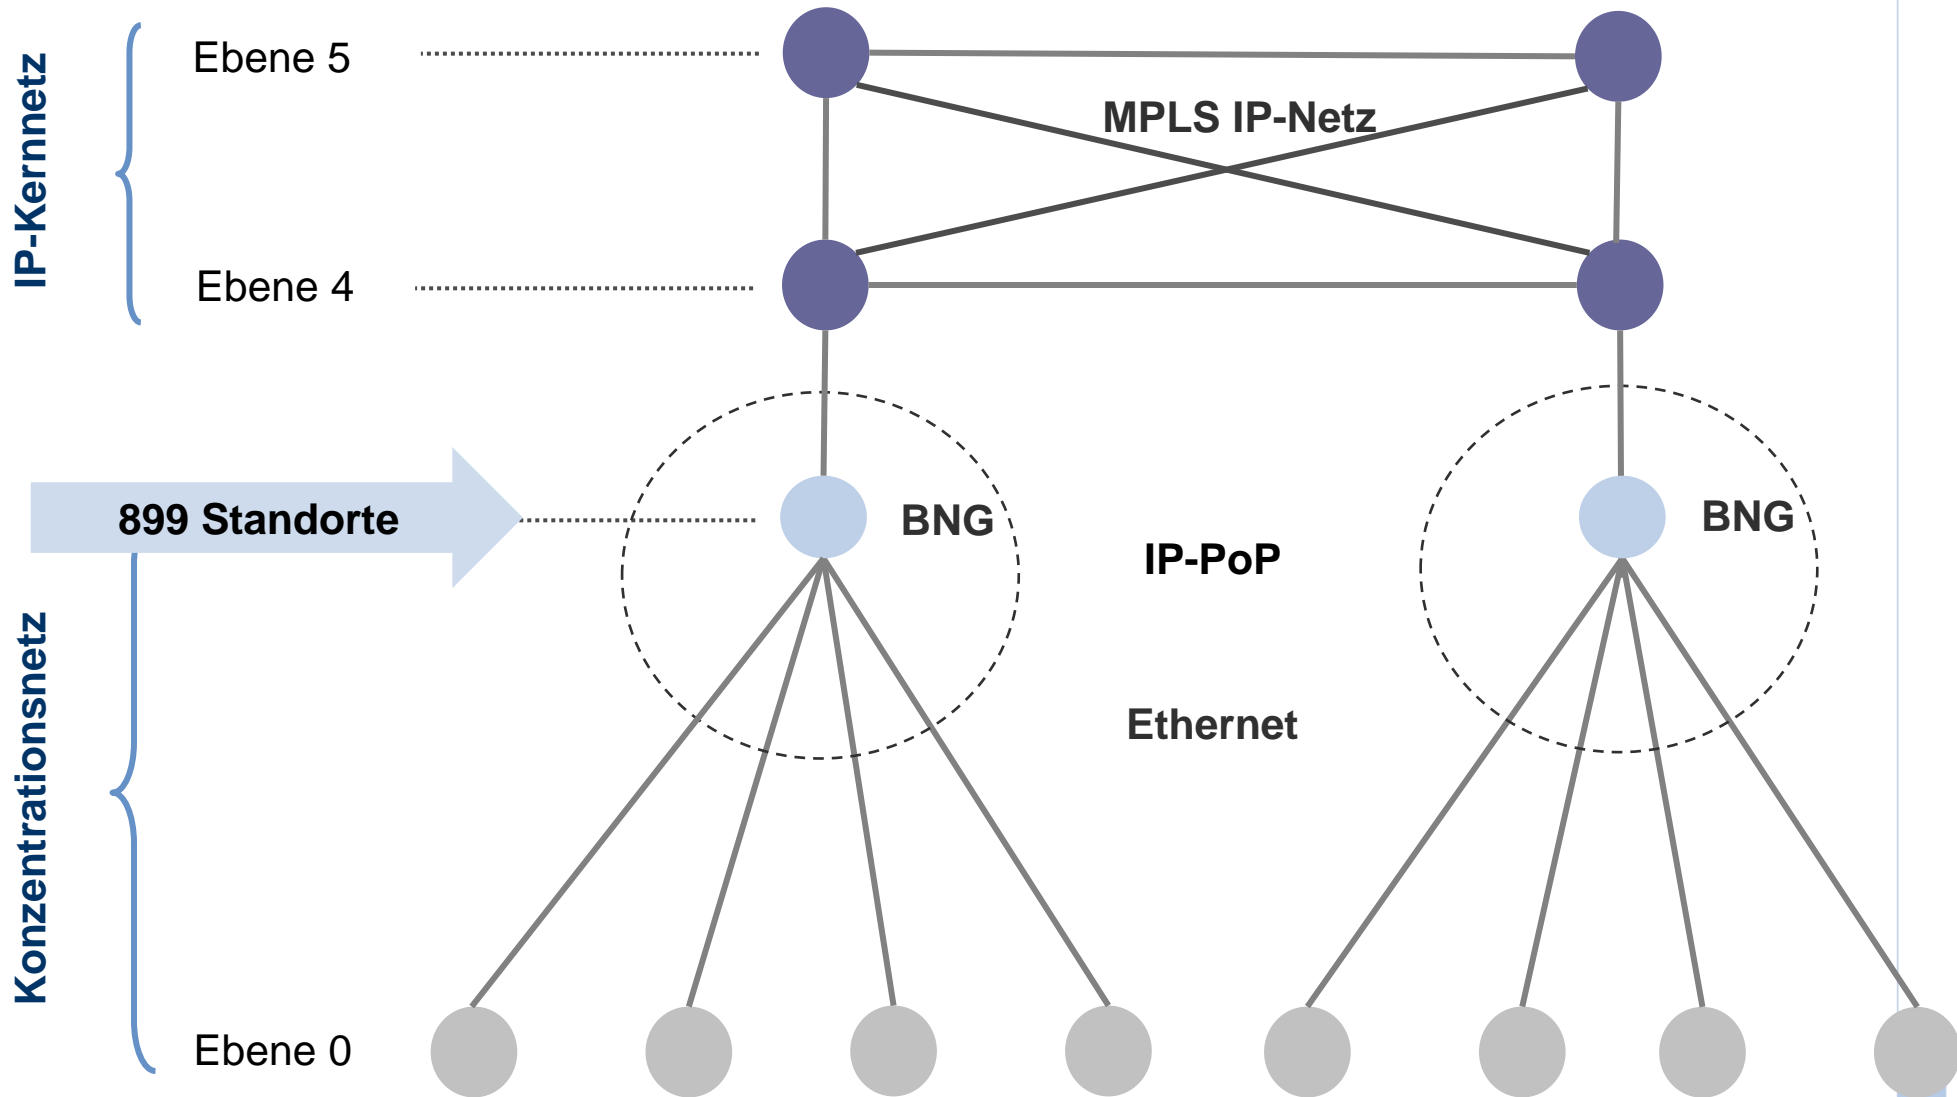 IP-Kernnetz
Ebene 5
MPLS IP-Netz
Ebene 4
899 Standorte
BNG
BNG
IP-PoP
Ethernet
Konzentrationsnetz
Ebene 0